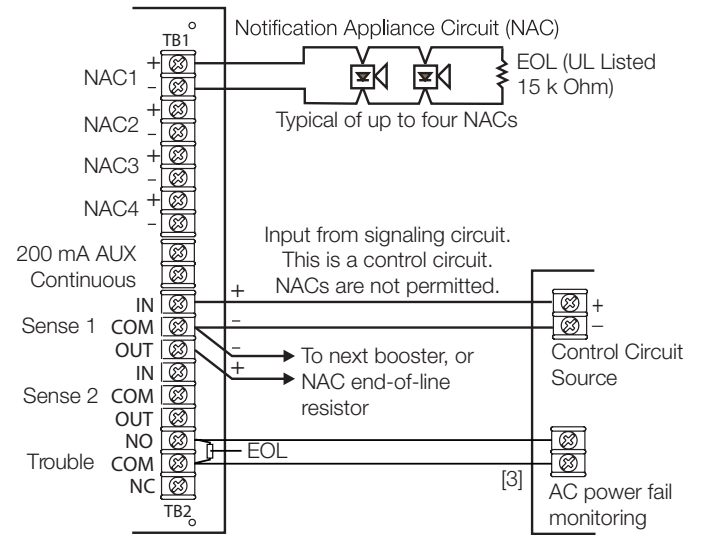 Notification Appliance Circuit (NAC)
TB1
+
NAC1
-
EOL (UL Listed
15 k Ohm)
Typical of up to four NACs
+
NAC2
-
+
NAC3
-
+
NAC4
-
200 mA AUX
Continuous
Input from signaling circuit.
This is a control circuit.
NACs are not permitted.
IN
+
+
Sense 1 COM
-
-
OUT
-
+
To next booster, or
NAC end-of-line
resistor
Control Circuit
Source
IN
Sense 2 COM
OUT
NO
Trouble COM
NC
EOL
[3]
AC power fail
monitoring
TB2